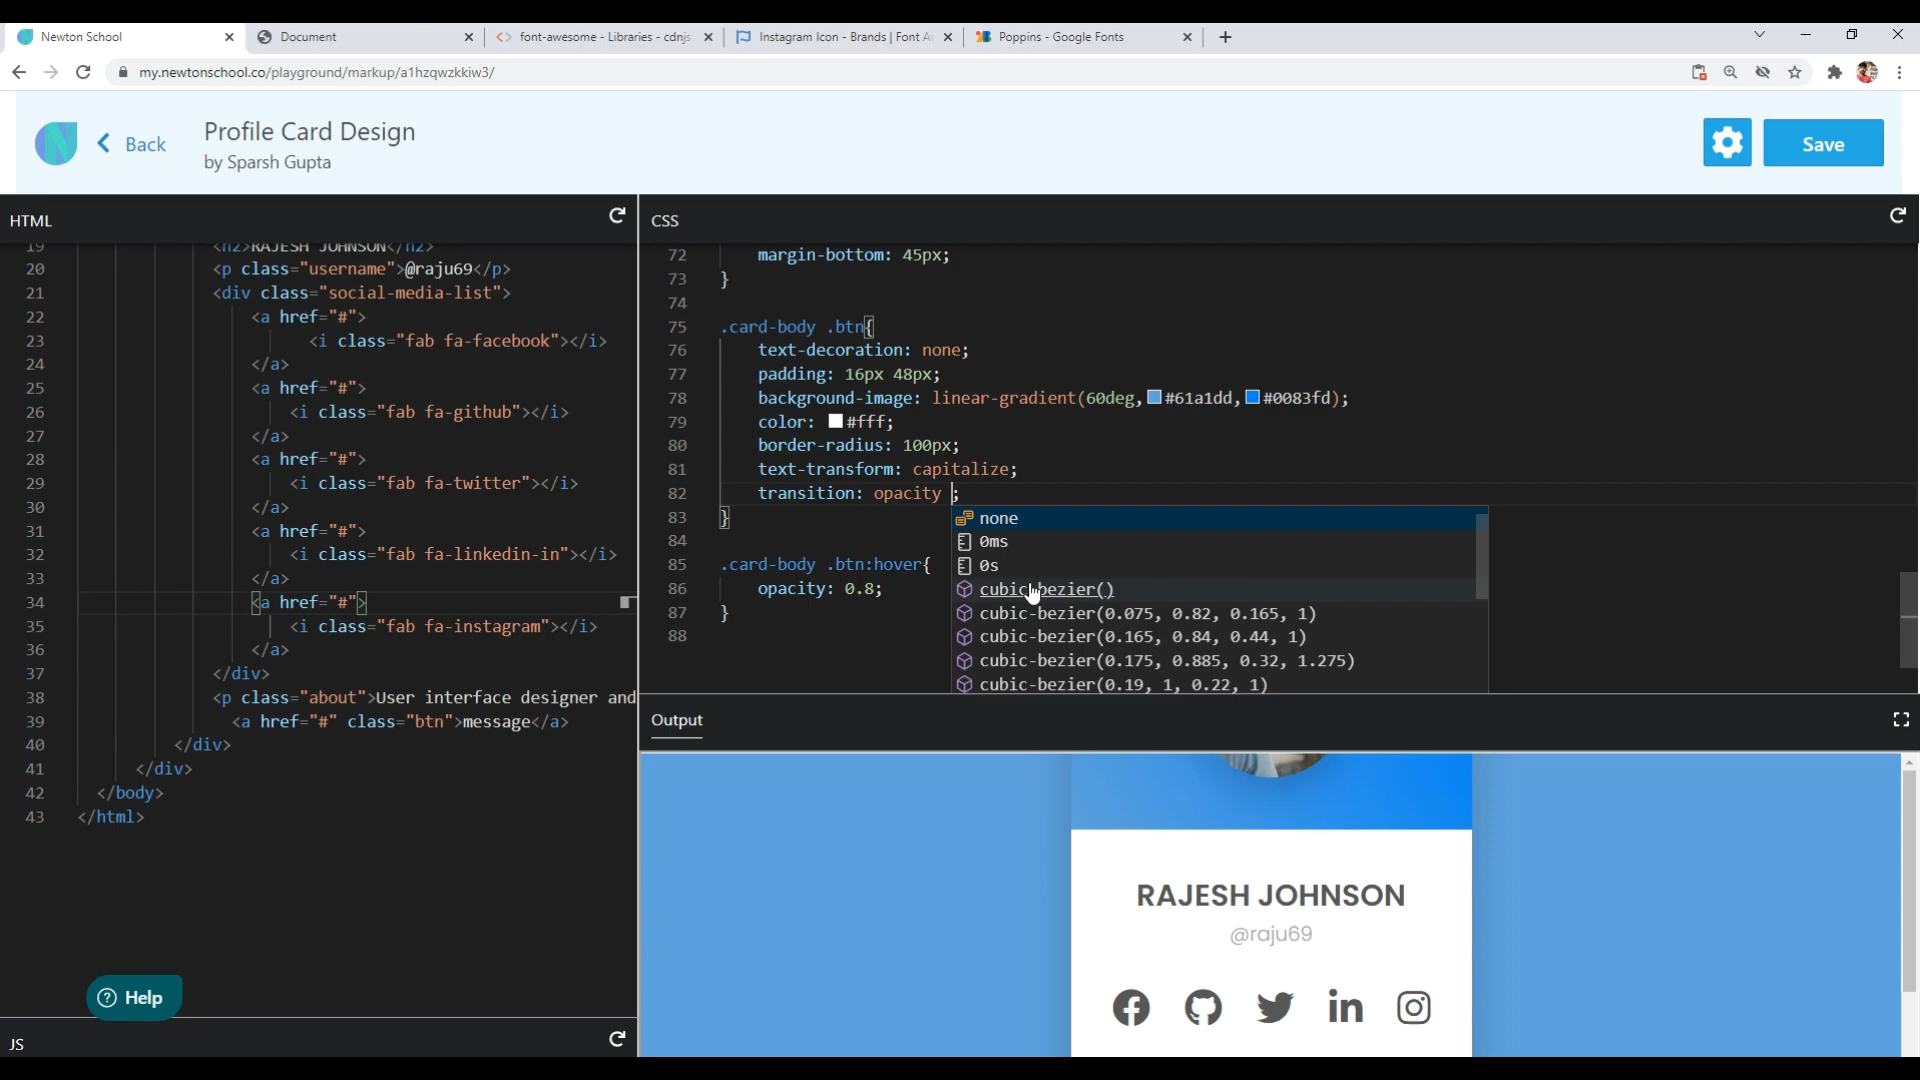 Newton School
Document
font-awesome - Libraries - cdnjs
Instagram Icon - Brands | Font A
Poppins - Google Fonts
my.newtonschool.co/playground/markup/a1hzqwzkkiw3/
Back
Profile Card Design
by Sparsh Gupta
Save
HTML
19 <h2>RAJESH JOHNSON</h2>
20 <p class="username">@raju69</p>
21 <div class="social-media-list">
22 <a href="#">
23 <i class="fab fa-facebook"></i>
24 </a>
25 <a href="#">
26 <i class="fab fa-github"></i>
27 </a>
28 <a href="#">
29 <i class="fab fa-twitter"></i>
30 </a>
31 <a href="#">
32 <i class="fab fa-linkedin-in"></i>
33 </a>
34 <a href="#">
35 <i class="fab fa-instagram"></i>
36 </a>
37 </div>
38 <p class="about">User interface designer and
39 <a href="#" class="btn">message</a>
40 </div>
41 </div>
42 </body>
43 </html>
Help
JS
CSS
72 margin-bottom: 45px;
73 }
74
75 .card-body .btn{
76 text-decoration: none;
77 padding: 16px 48px;
78 background-image: linear-gradient(60deg,#61a1dd,#0083fd);
79 color: #fff;
80 border-radius: 100px;
81 text-transform: capitalize;
82 transition: opacity ;
83 }
84
85 .card-body .btn:hover{
86 opacity: 0.8;
87 }
88
none
0ms
0s
cubic-bezier()
cubic-bezier(0.075, 0.82, 0.165, 1)
cubic-bezier(0.165, 0.84, 0.44, 1)
cubic-bezier(0.175, 0.885, 0.32, 1.275)
cubic-bezier(0.19, 1, 0.22, 1)
Output
RAJESH JOHNSON
@raju69